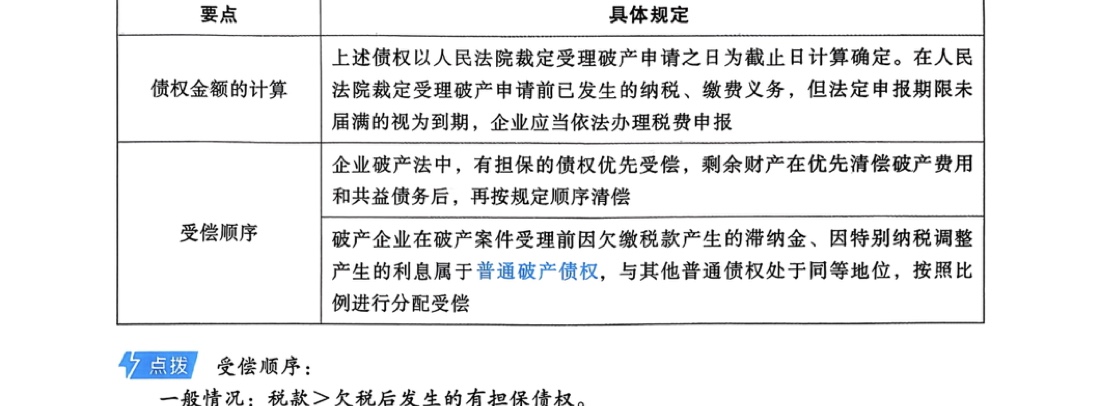 要点 具体规定
上述债权以人民法院裁定受理破产申请之日为截止日计算确定。在人民
债权金额的计算 法院裁定受理破产申请前已发生的纳税、缴费义务，但法定申报期限未
届满的视为到期，企业应当依法办理税费申报
企业破产法中，有担保的债权优先受偿，剩余财产在优先清偿破产费用
和共益债务后，再按规定顺序清偿
受偿顺序
破产企业在破产案件受理前因欠缴税款产生的滞纳金、因特别纳税调整
产生的利息属于普通破产债权，与其他普通债权处于同等地位，按照比
例进行分配受偿
点拨 受偿顺序：
一般情况：税款＞欠税后发生的有担保债权。